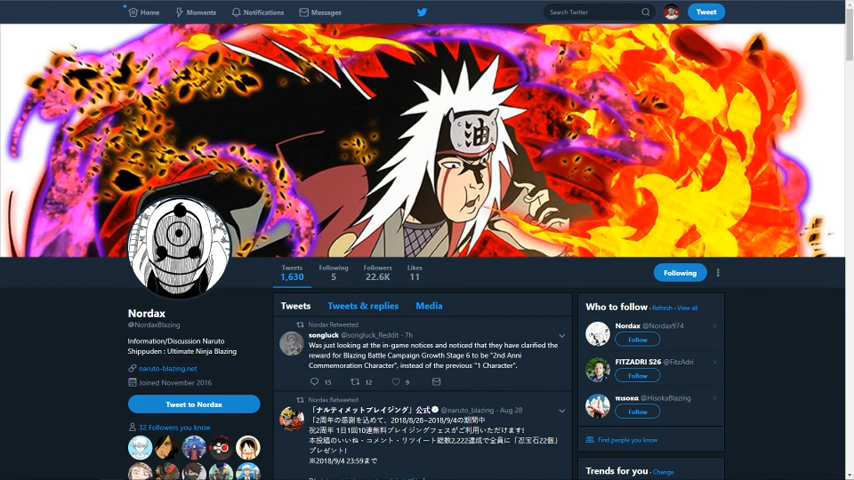 Home
Moments
Notifications
Messages
Search Twitter
Tweet
油
Tweets
1,630
Following
5
Followers
22.6K
Likes
11
Following
Nordax
@NordaxBlazing
Information/Discussion Naruto
Shippuden : Ultimate Ninja Blazing
naruto-blazing.net
Joined November 2016
Tweet to Nordax
32 Followers you know
Tweets
Tweets & replies
Media
Nordax Retweeted
songluck @songluck_Reddit · 7h
Was just looking at the in-game notices and noticed that they have clarified the
reward for Blazing Battle Campaign Growth Stage 6 to be "2nd Anni
Commemoration Character", instead of the previous "1 Character".
15
12
9
Nordax Retweeted
「ナルティメットブレイジング」公式 @naruto_blazing · Aug 28
「2周年の感謝を込めて、2018/8/28~2018/9/4の期間中
祝2周年 1日1回10連無料ブレイジングフェスがご利用いただけます!
本投稿のいいね・コメント・リツイート総数2,222達成で全員に「忍宝石22個」
プレゼント!
※2018/9/4 23:59まで
Who to follow · Refresh · View all
Nordax @Nordax974
Follow
FITZADRI S26 @FitzAdri
Follow
@HisokaBlazing
Follow
Find people you know
Trends for you · Change